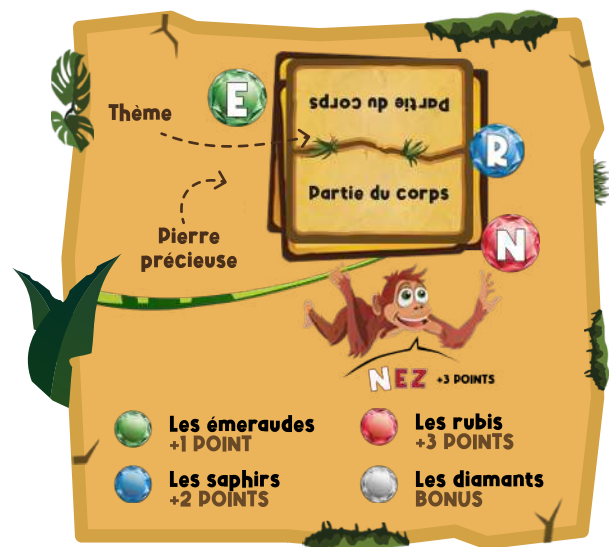 E
Partie du corps
Thème
R
Partie du corps
N
Pierre
précieuse
NEZ +3 POINTS
Les émeraudes
+1 POINT
Les rubis
+3 POINTS
Les saphirs
+2 POINTS
Les diamants
BONUS